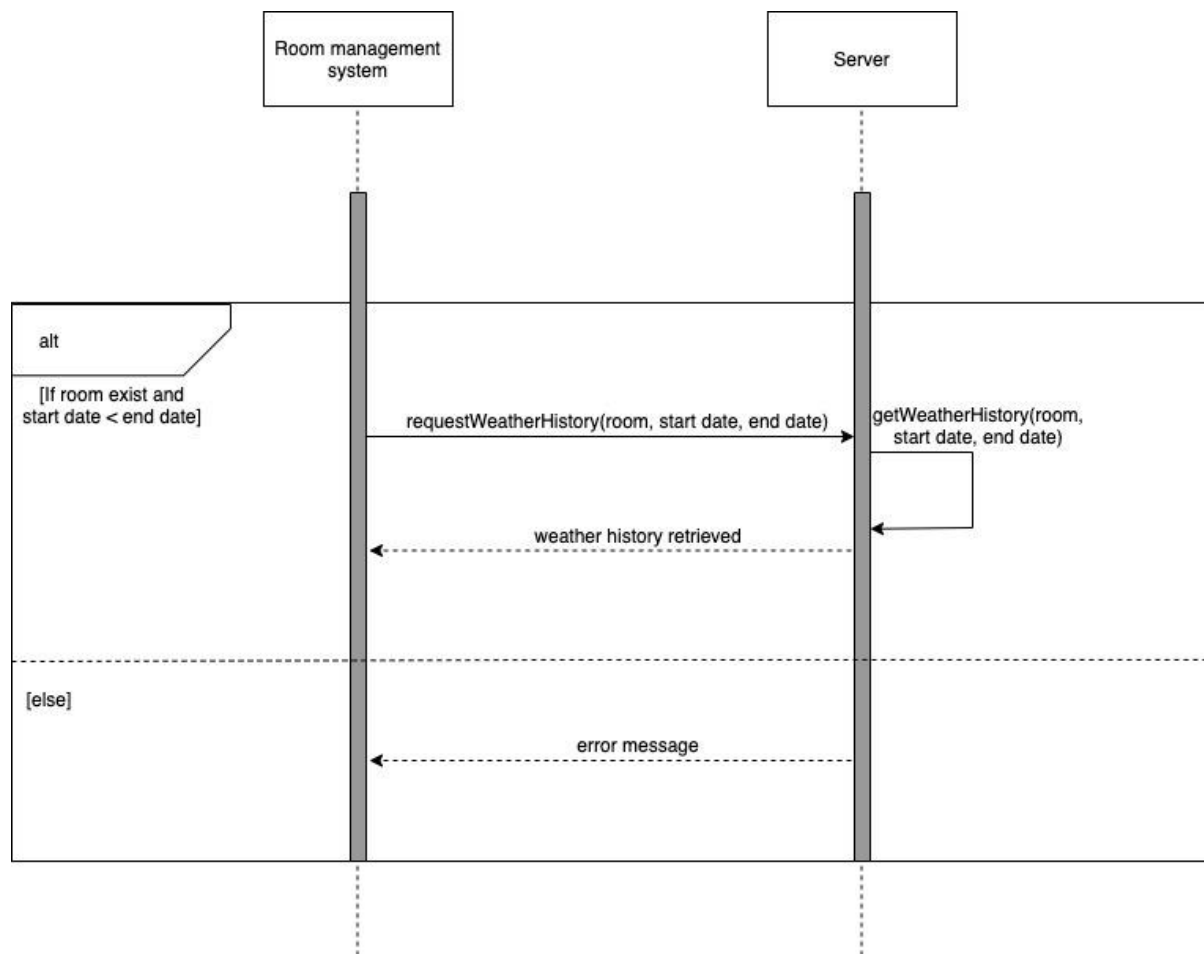 Room management
system
Server
alt
[If room exist and
start date < end date]
requestWeatherHistory(room, start date, end date)
getWeatherHistory(room,
start date, end date)
weather history retrieved
[else]
error message